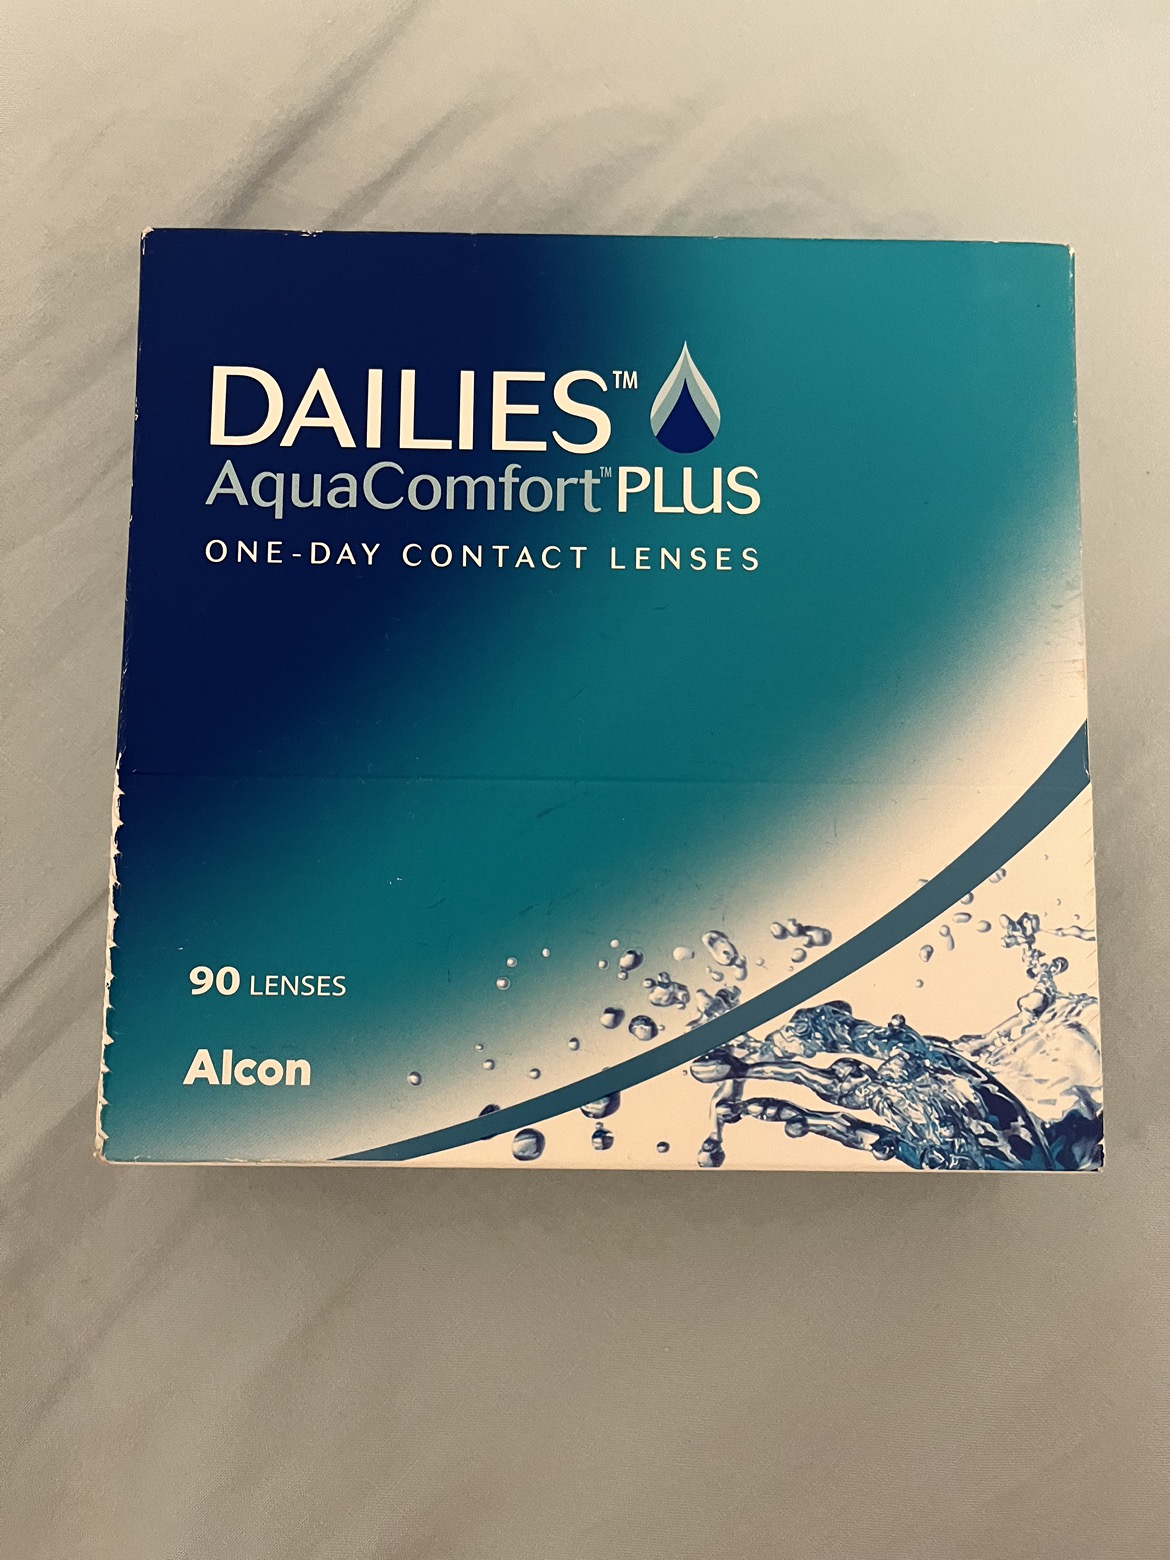 DAILIES™
AquaComfort™ PLUS
ONE-DAY CONTACT LENSES
90 LENSES
Alcon